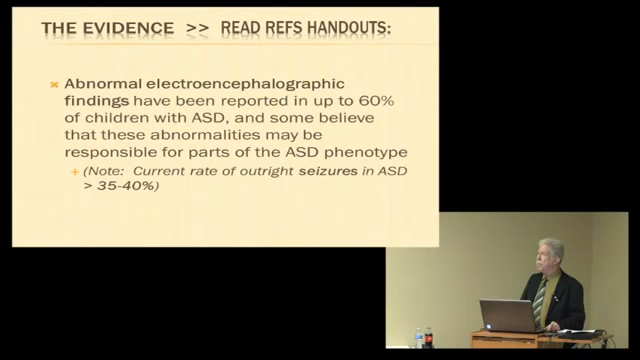 THE EVIDENCE >> READ REFS HANDOUTS:
Abnormal electroencephalographic
findings have been reported in up to 60%
of children with ASD, and some believe
that these abnormalities may be
responsible for parts of the ASD phenotype
(Note: Current rate of outright seizures in ASD
> 35-40%)